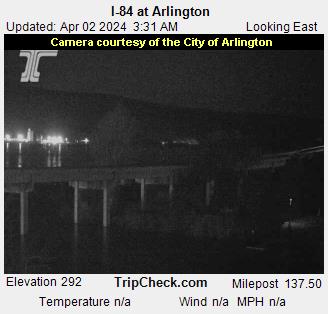 I-84 at Arlington
Updated: Apr 02 2024 3:31 AM Looking East
Camera courtesy of the City of Arlington
Elevation 292 TripCheck.com Milepost 137.50
Temperature n/a Wind n/a MPH n/a